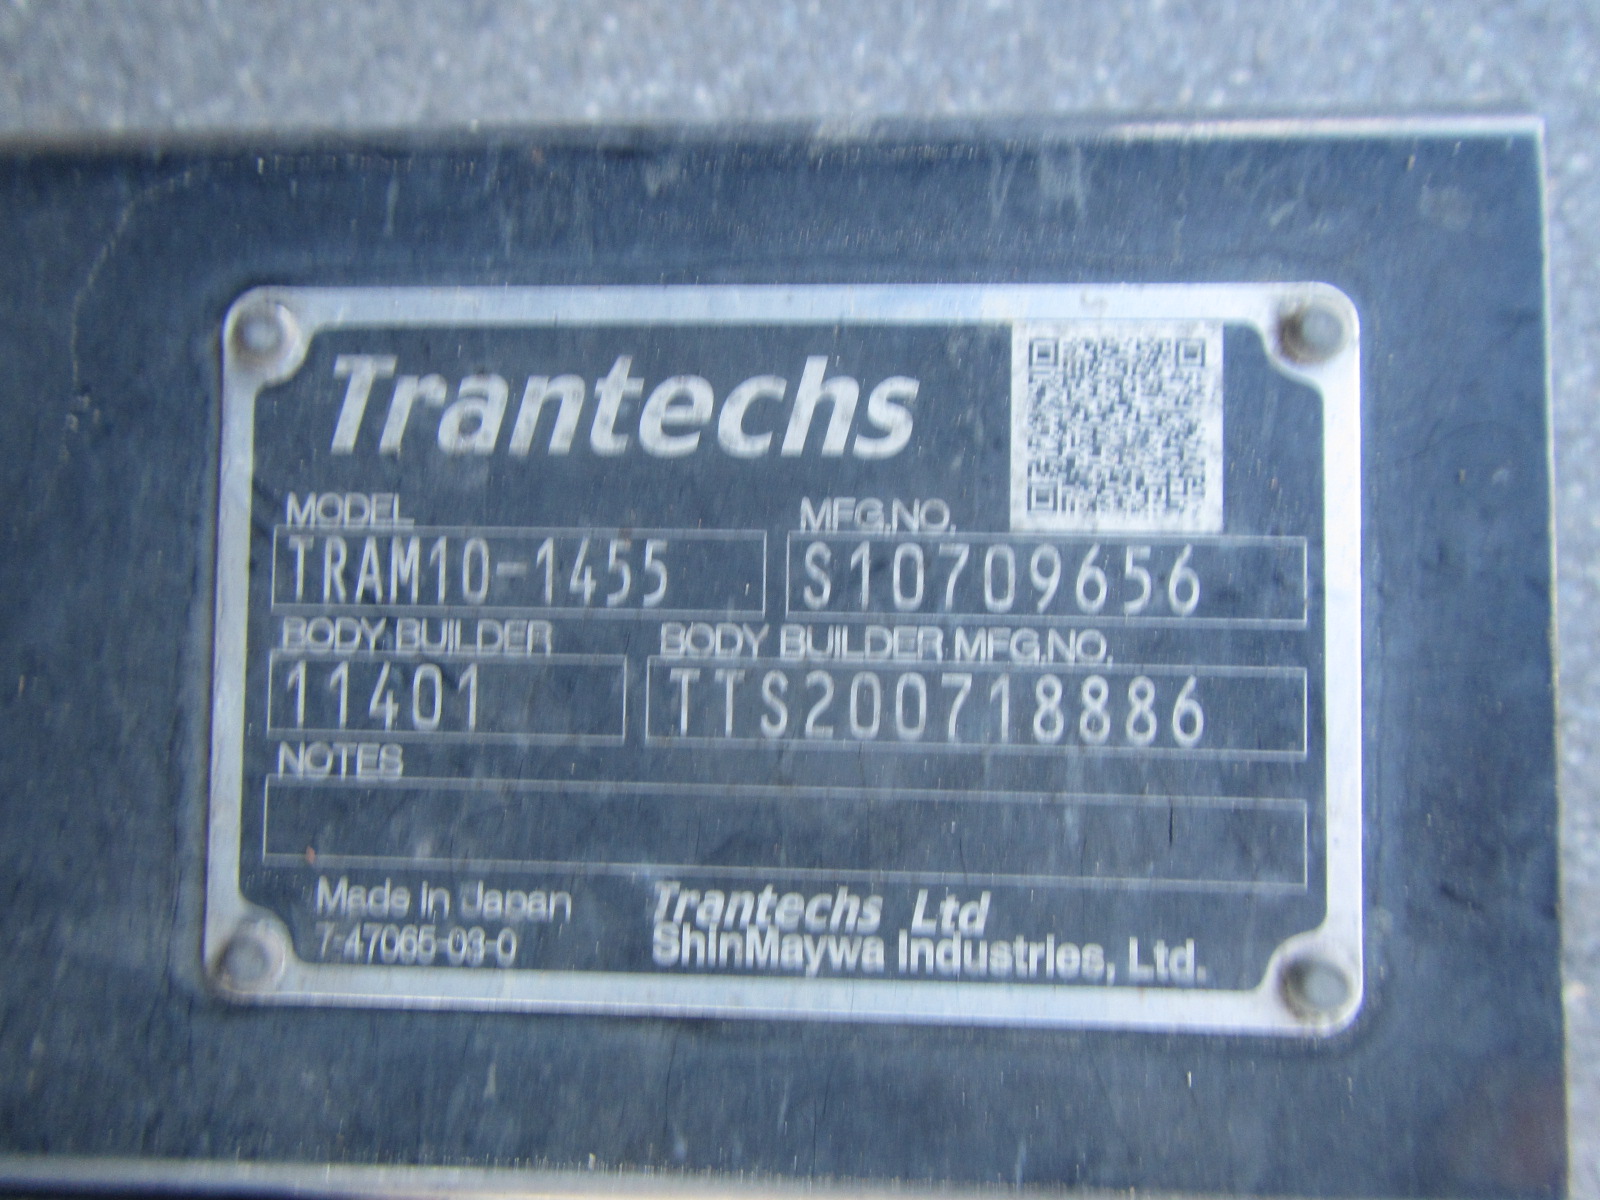 Trantechs
MODEL MFG.NO.
TRAM10-1455 S10709656
BODY BUILDER BODY BUILDER MFG.NO.
11401 TTS200718886
NOTES
Made in Japan Trantechs Ltd
7-47065-03-0 ShinMaywa Industries, Ltd.